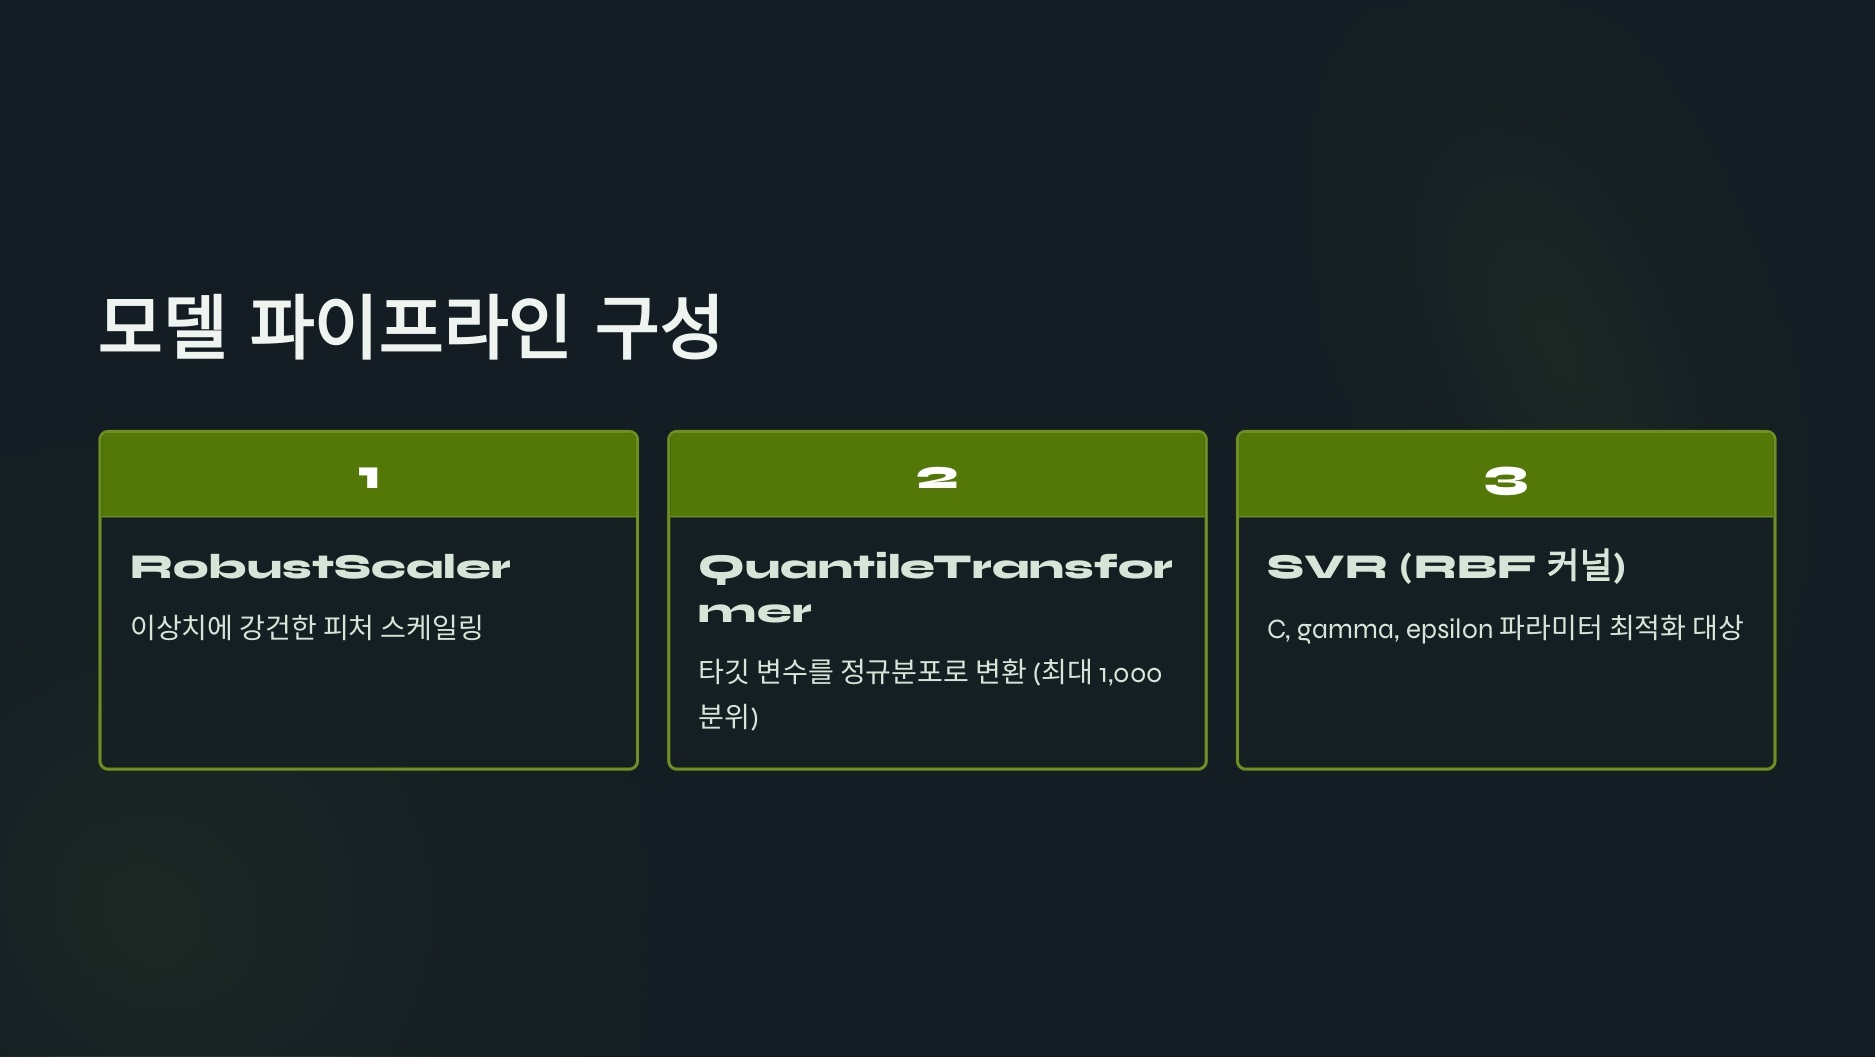 모델 파이프라인 구성
1
RobustScaler
이상치에 강건한 피처 스케일링
2
QuantileTransfor
mer
타깃 변수를 정규분포로 변환 (최대 1,000
분위)
3
SVR (RBF 커널)
C, gamma, epsilon 파라미터 최적화 대상